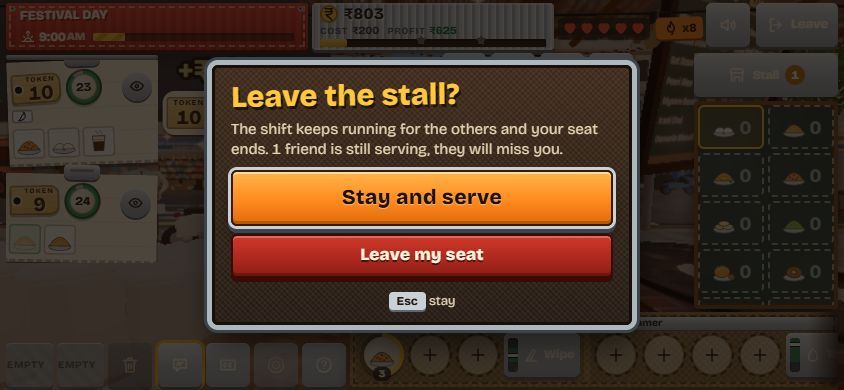 FESTIVAL DAY
9:00AM
₹803
COST ₹200 PROFIT ₹625
x8
Leave
TOKEN
10
23
TOKEN
10
Stall 1
0
0
0
0
0
0
0
0
TOKEN
9
24
Leave the stall?
The shift keeps running for the others and your seat
ends. 1 friend is still serving, they will miss you.
Stay and serve
Leave my seat
Esc stay
EMPTY
EMPTY
3
Wipe